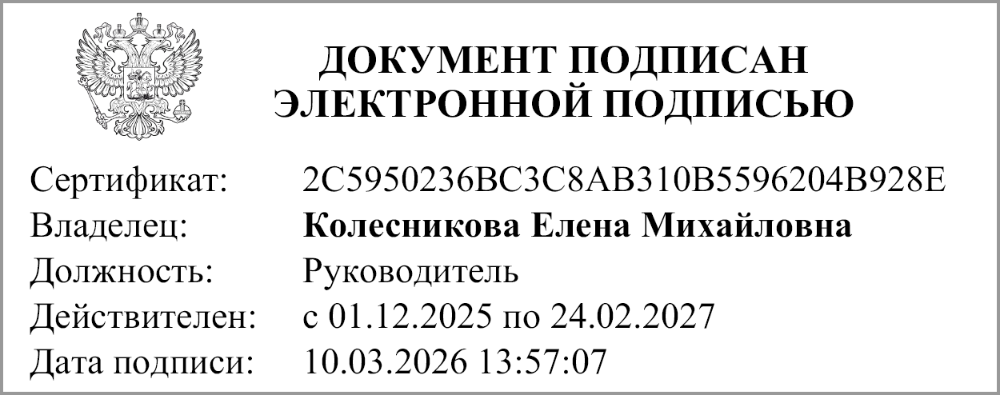 ДОКУМЕНТ ПОДПИСАН
ЭЛЕКТРОННОЙ ПОДПИСЬЮ
Сертификат: 2C5950236BC3C8AB310B5596204B928E
Владелец: Колесникова Елена Михайловна
Должность: Руководитель
Действителен: с 01.12.2025 по 24.02.2027
Дата подписи: 10.03.2026 13:57:07